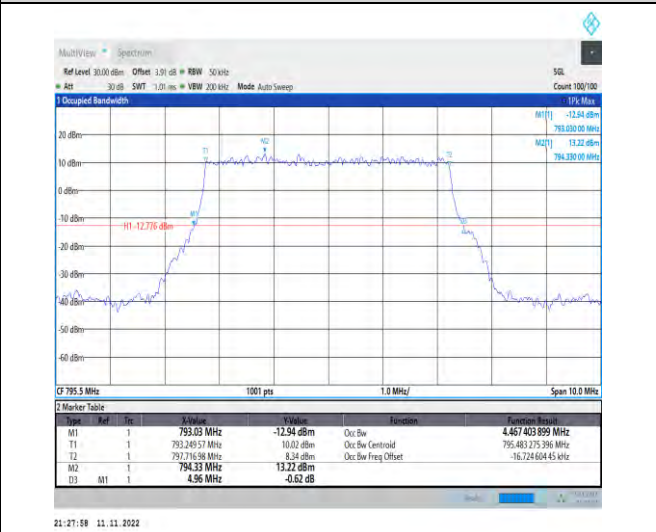 MultiView Spectrum
Ref Level 30.00 dBm Offset 3.91 dB RBW 50 kHz SGL
Att 30 dB SWT 1.01 ms VBW 200 kHz Mode Auto Sweep Count 100/100
1 Occupied Bandwidth 1Pk Max
M1[1] -12.94 dBm
793.030 00 MHz
M2[1] 13.22 dBm
794.330 00 MHz
20 dBm
M2
T1
T2
10 dBm
0 dBm
-10 dBm
M1
H1 -12.776 dBm
D3
-20 dBm
-30 dBm
-40 dBm
-50 dBm
-60 dBm
CF 795.5 MHz 1001 pts 1.0 MHz/ Span 10.0 MHz
2 Marker Table
Type Ref Trc X-Value Y-Value Function Function Result
M1 1 793.03 MHz -12.94 dBm Occ Bw 4.467 403 899 MHz
T1 1 793.249 57 MHz 10.02 dBm Occ Bw Centroid 795.483 275 396 MHz
T2 1 797.716 98 MHz 8.34 dBm Occ Bw Freq Offset -16.724 604 45 kHz
M2 1 794.33 MHz 13.22 dBm
D3 M1 1 4.96 MHz -0.62 dB
21:27:58 11.11.2022